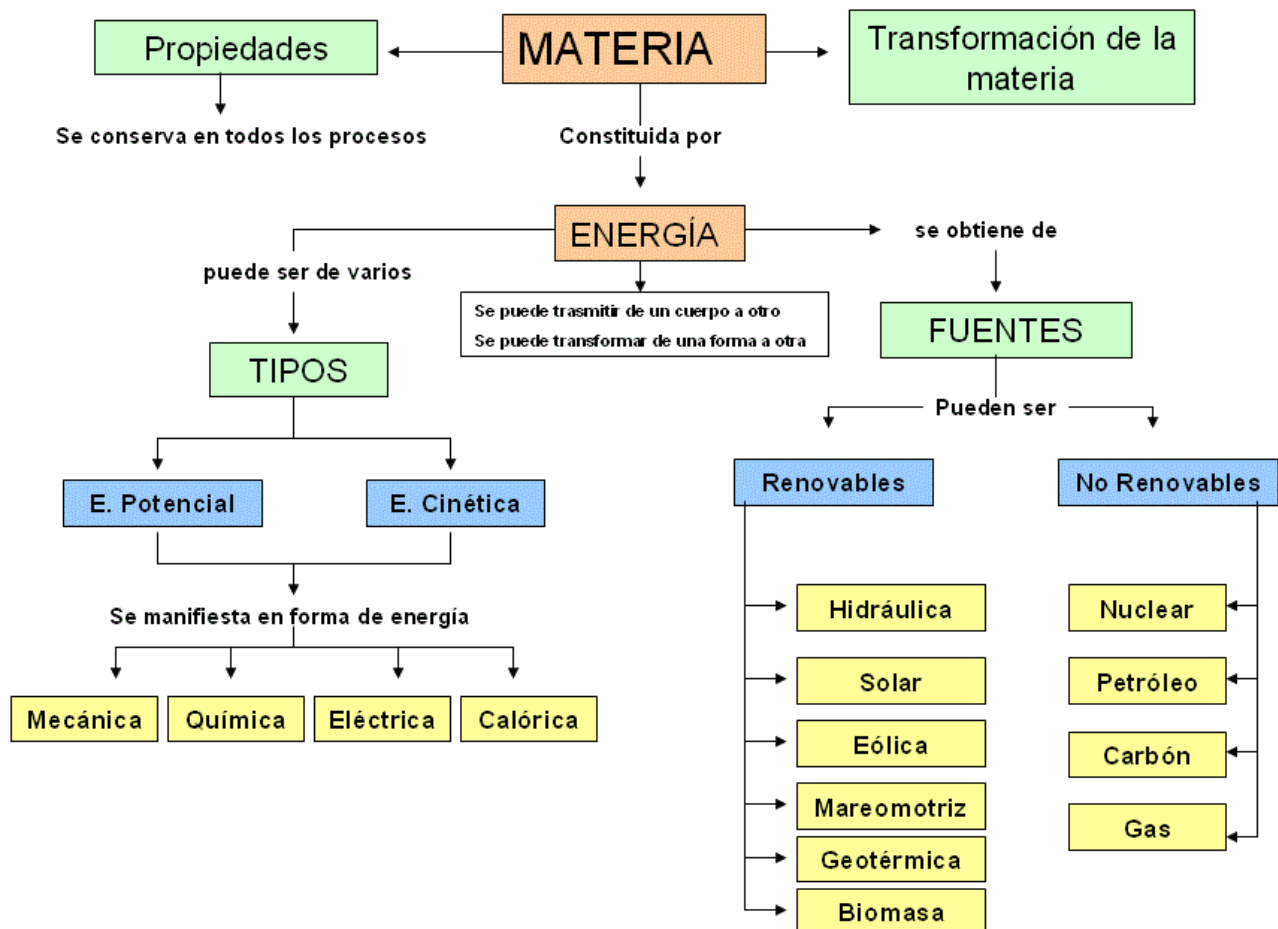 Propiedades
MATERIA
Transformación de la
materia
Se conserva en todos los procesos
Constituida por
ENERGÍA
se obtiene de
puede ser de varios
Se puede trasmitir de un cuerpo a otro
Se puede transformar de una forma a otra
FUENTES
TIPOS
Pueden ser
E. Potencial
E. Cinética
Renovables
No Renovables
Se manifiesta en forma de energía
Mecánica
Química
Eléctrica
Calórica
Hidráulica
Solar
Eólica
Mareomotriz
Geotérmica
Biomasa
Nuclear
Petróleo
Carbón
Gas